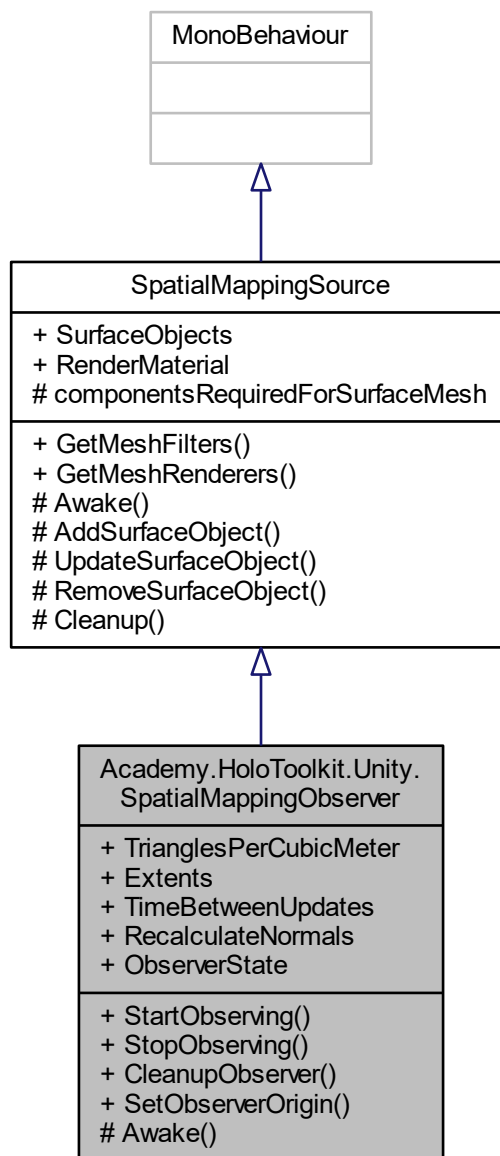 MonoBehaviour
SpatialMappingSource
+ SurfaceObjects
+ RenderMaterial
# componentsRequiredForSurfaceMesh
+ GetMeshFilters()
+ GetMeshRenderers()
# Awake()
# AddSurfaceObject()
# UpdateSurfaceObject()
# RemoveSurfaceObject()
# Cleanup()
Academy.HoloToolkit.Unity.
SpatialMappingObserver
+ TrianglesPerCubicMeter
+ Extents
+ TimeBetweenUpdates
+ RecalculateNormals
+ ObserverState
+ StartObserving()
+ StopObserving()
+ CleanupObserver()
+ SetObserverOrigin()
# Awake()